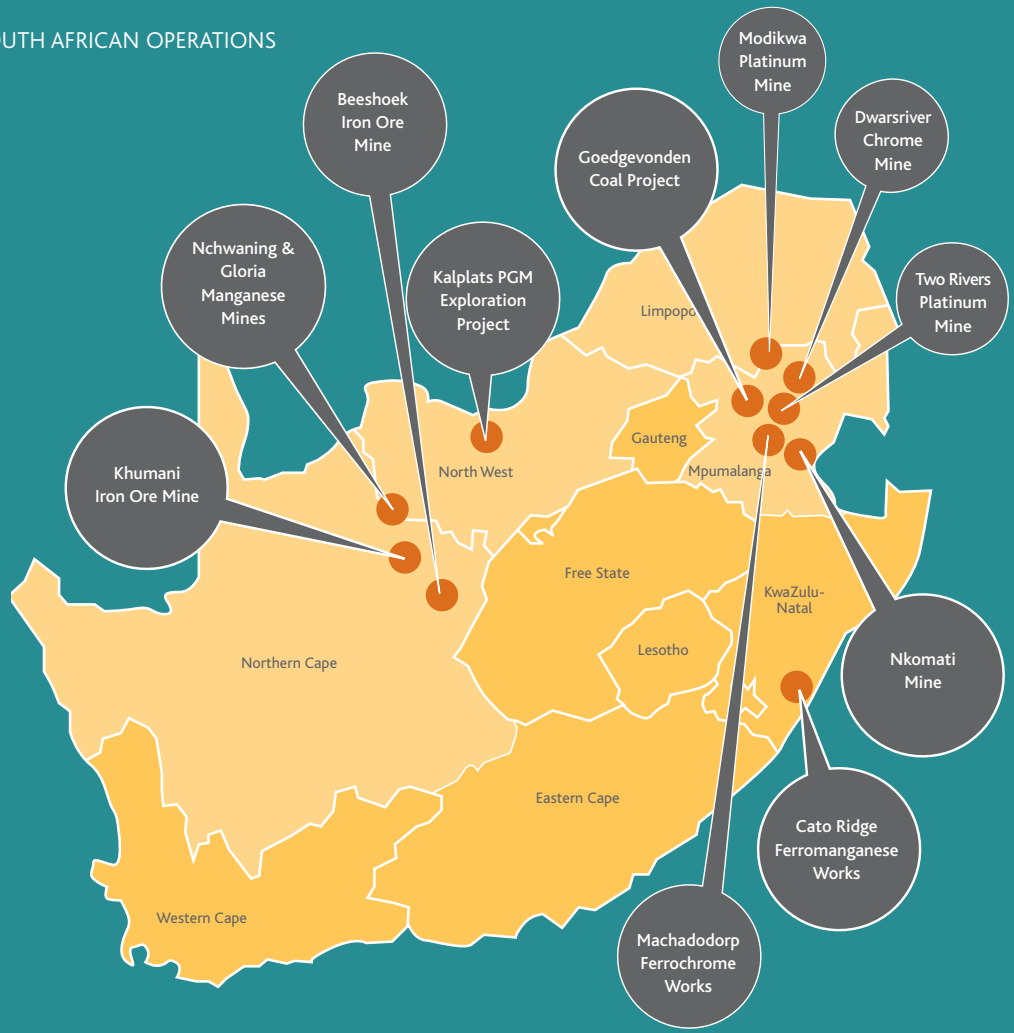 OUTH AFRICAN OPERATIONS
Modikwa
Platinum
Mine
Beeshoek
Iron Ore
Mine
Dwarsriver
Chrome
Mine
Goedgevonden
Coal Project
Nchwaning &
Gloria
Manganese
Mines
Kalplats PGM
Exploration
Project
Two Rivers
Platinum
Mine
Limpopo
Gauteng
North West
Mpumalanga
Khumani
Iron Ore Mine
Free State
KwaZulu-
Natal
Lesotho
Northern Cape
Nkomati
Mine
Eastern Cape
Cato Ridge
Ferromanganese
Works
Western Cape
Machadodorp
Ferrochrome
Works